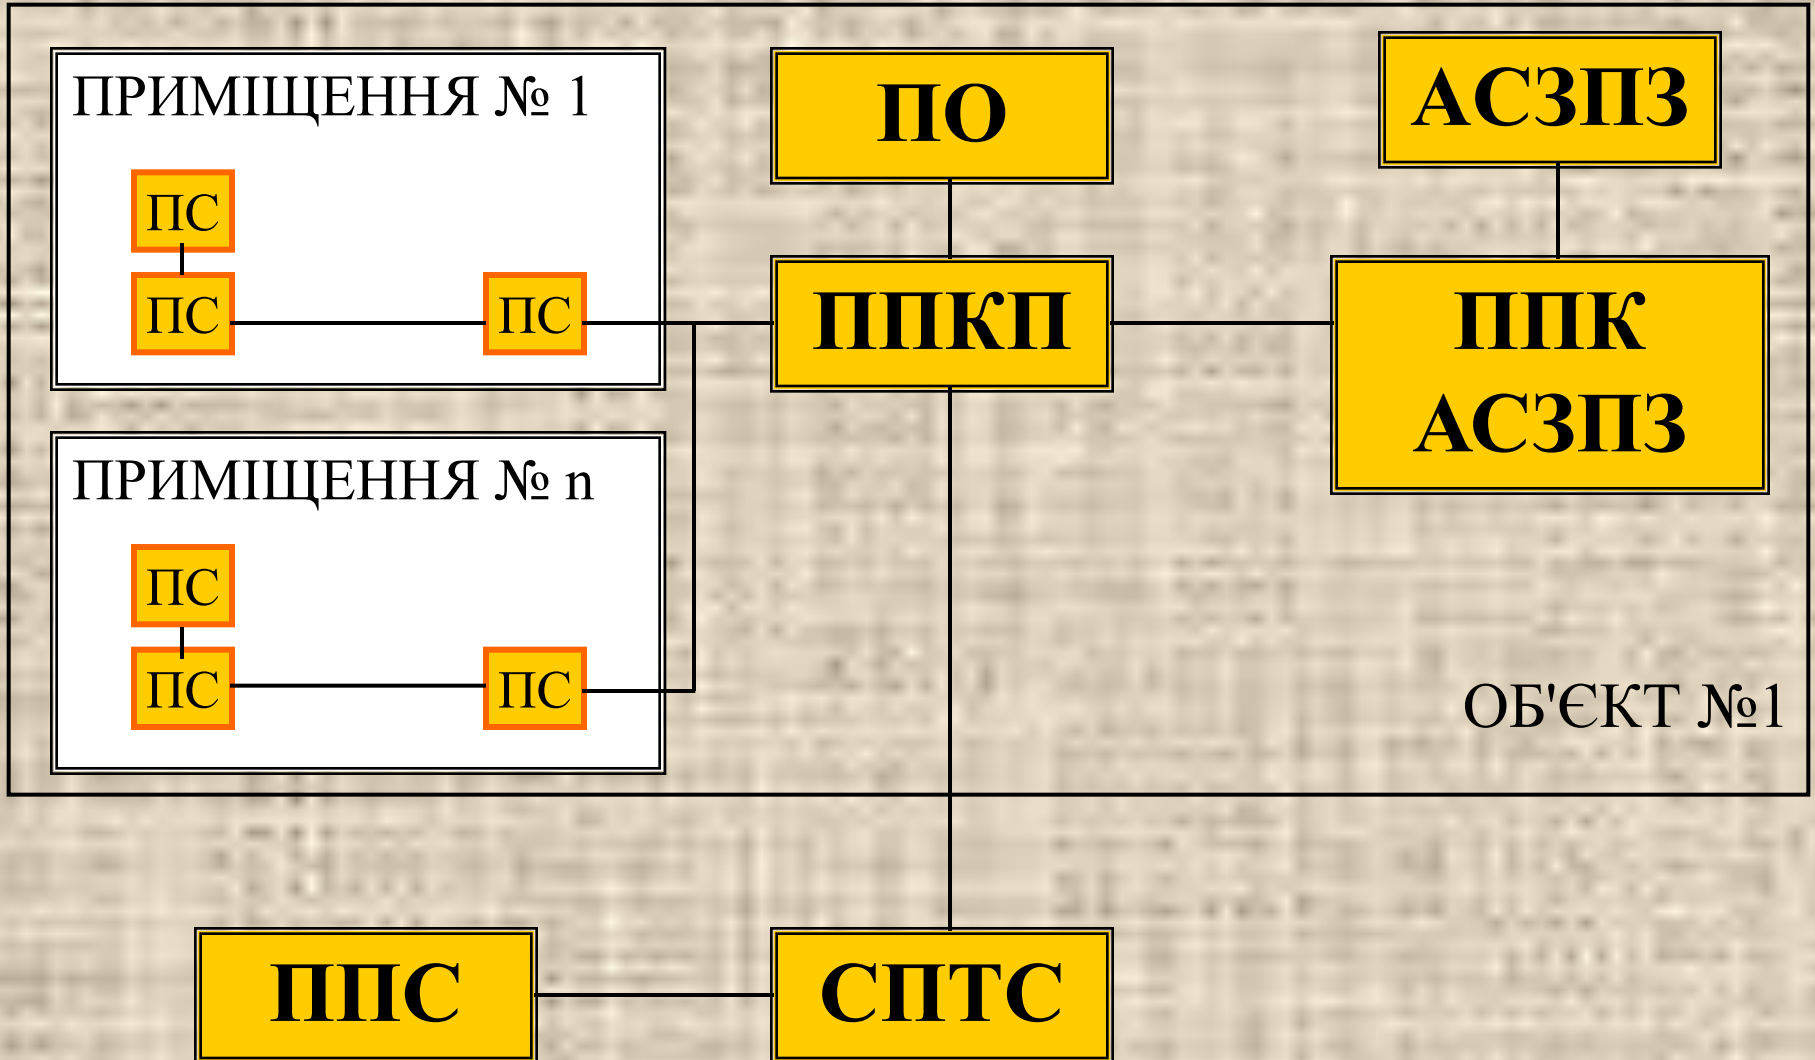 ПРИМІЩЕННЯ № 1
ПС
ПС
ПС
ПО
АСЗПЗ
ППКП
ППК
АСЗПЗ
ПРИМІЩЕННЯ № n
ПС
ПС
ПС
ОБ'ЄКТ №1
ППС
СПТС